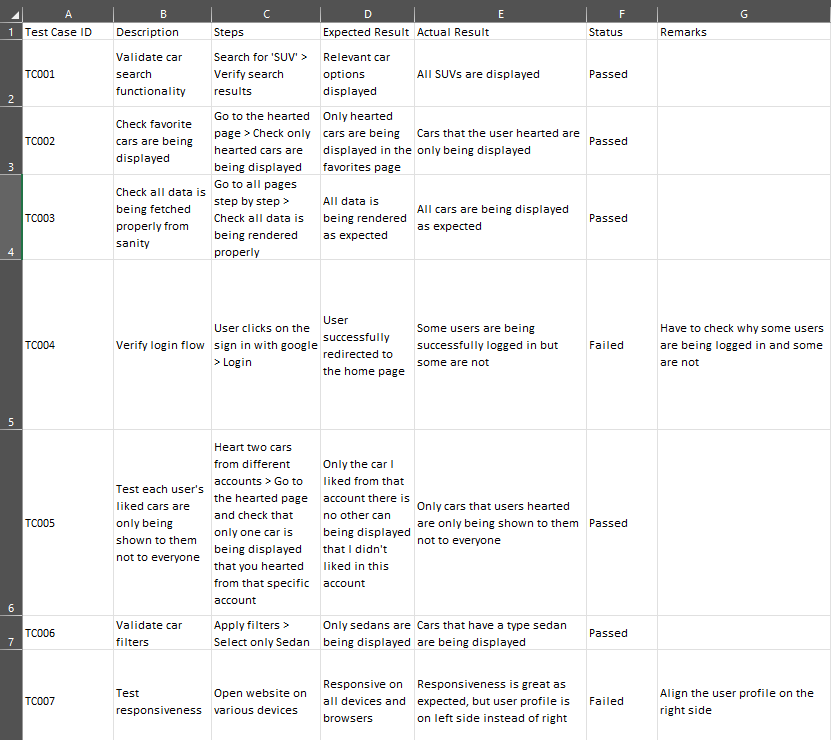 A B C D E F G
1 Test Case ID Description Steps Expected Result Actual Result Status Remarks
2
TC001
Validate car
search
functionality
Search for 'SUV' >
Verify search
results
Relevant car
options
displayed
All SUVs are displayed
Passed
3
TC002
Check favorite
cars are being
displayed
Go to the hearted
page > Check only
hearted cars are
being displayed
Only hearted
cars are being
displayed in the
favorites page
Cars that the user hearted are
only being displayed
Passed
4
TC003
Check all data is
being fetched
properly from
sanity
Go to all pages
step by step >
Check all data is
being rendered
properly
All data is
being rendered
as expected
All cars are being displayed
as expected
Passed
5
TC004
Verify login flow
User clicks on the
sign in with google
> Login
User
successfully
redirected to
the home page
Some users are being
successfully logged in but
some are not
Failed
Have to check why some users
are being logged in and some
are not
6
TC005
Test each user's
liked cars are
only being
shown to them
not to everyone
Heart two cars
from different
accounts > Go to
the hearted page
and check that
only one car is
being displayed
that you hearted
from that specific
account
Only the car I
liked from that
account there is
no other can
being displayed
that I didn't
liked in this
account
Only cars that users hearted
are only being shown to them
not to everyone
Passed
7
TC006
Validate car
filters
Apply filters >
Select only Sedan
Only sedans are
being displayed
Cars that have a type sedan
are being displayed
Passed
TC007
Test
responsiveness
Open website on
various devices
Responsive on
all devices and
browsers
Responsiveness is great as
expected, but user profile is
on left side instead of right
Failed
Align the user profile on the
right side